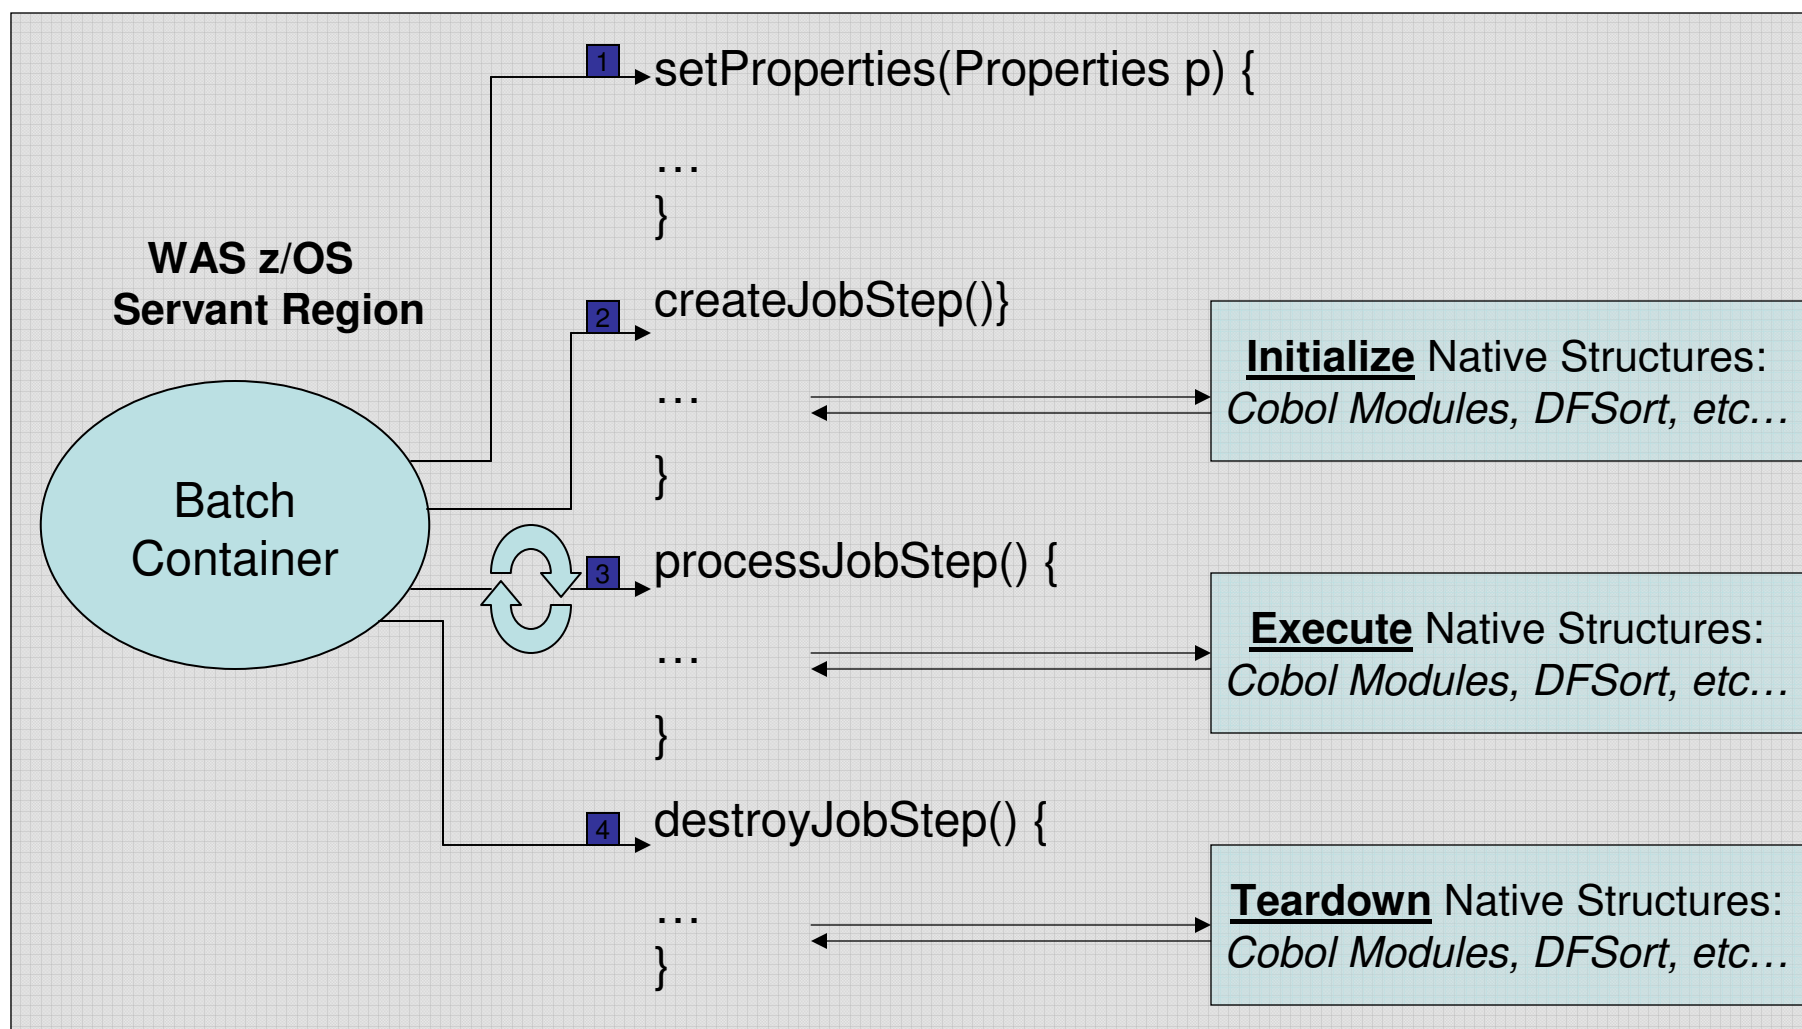 1
setProperties(Properties p) {
…
}
WAS z/OS
Servant Region
2
createJobStep()}
…
}
Initialize Native Structures:
Cobol Modules, DFSort, etc…
Batch
Container
3
processJobStep() {
…
}
Execute Native Structures:
Cobol Modules, DFSort, etc…
4
destroyJobStep() {
…
}
Teardown Native Structures:
Cobol Modules, DFSort, etc…